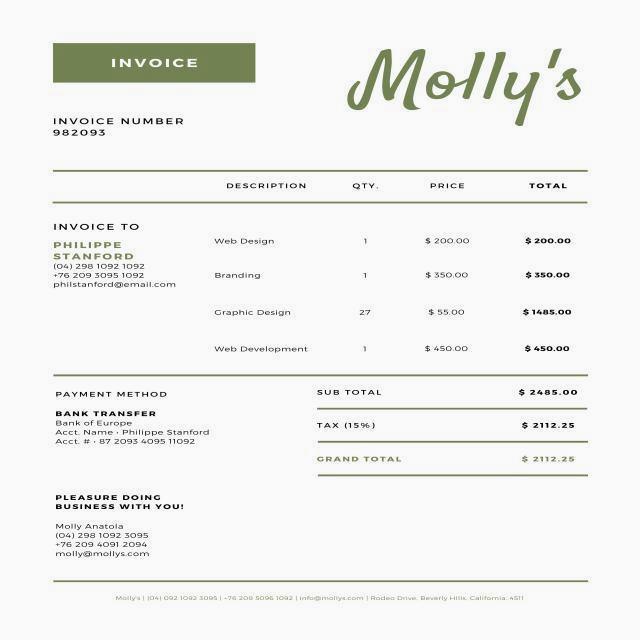 INVOICE
Molly's
INVOICE NUMBER
982093
DESCRIPTION QTY. PRICE TOTAL
INVOICE TO
PHILIPPE
STANFORD
(04) 298 1092 1092
+76 209 3095 1092
philstanford@email.com
Web Design 1 $ 200.00 $ 200.00
Branding 1 $ 350.00 $ 350.00
Graphic Design 27 $ 55.00 $ 1485.00
Web Development 1 $ 450.00 $ 450.00
PAYMENT METHOD
BANK TRANSFER
Bank of Europe
Acct. Name • Philippe Stanford
Acct. # • 87 2093 4095 11092
SUB TOTAL $ 2485.00
TAX (15%) $ 2112.25
GRAND TOTAL $ 2112.25
PLEASURE DOING
BUSINESS WITH YOU!
Molly Anatola
(04) 298 1092 3095
+76 209 4091 2094
molly@mollys.com
Molly's | (04) 092 1092 3095 | +76 209 5096 1092 | info@mollys.com | Rodeo Drive, Beverly Hills, California, 4511